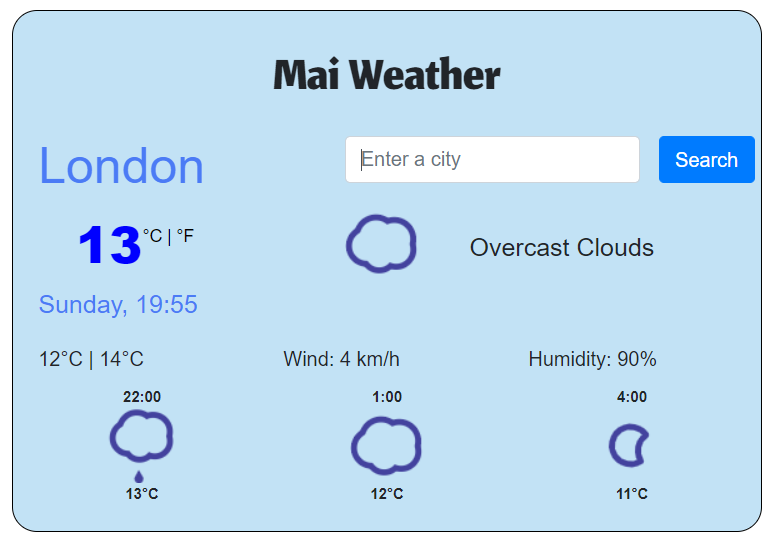 Mai Weather
London
Enter a city
Search
13 °C | °F
Overcast Clouds
Sunday, 19:55
12°C | 14°C
Wind: 4 km/h
Humidity: 90%
22:00
1:00
4:00
13°C
12°C
11°C